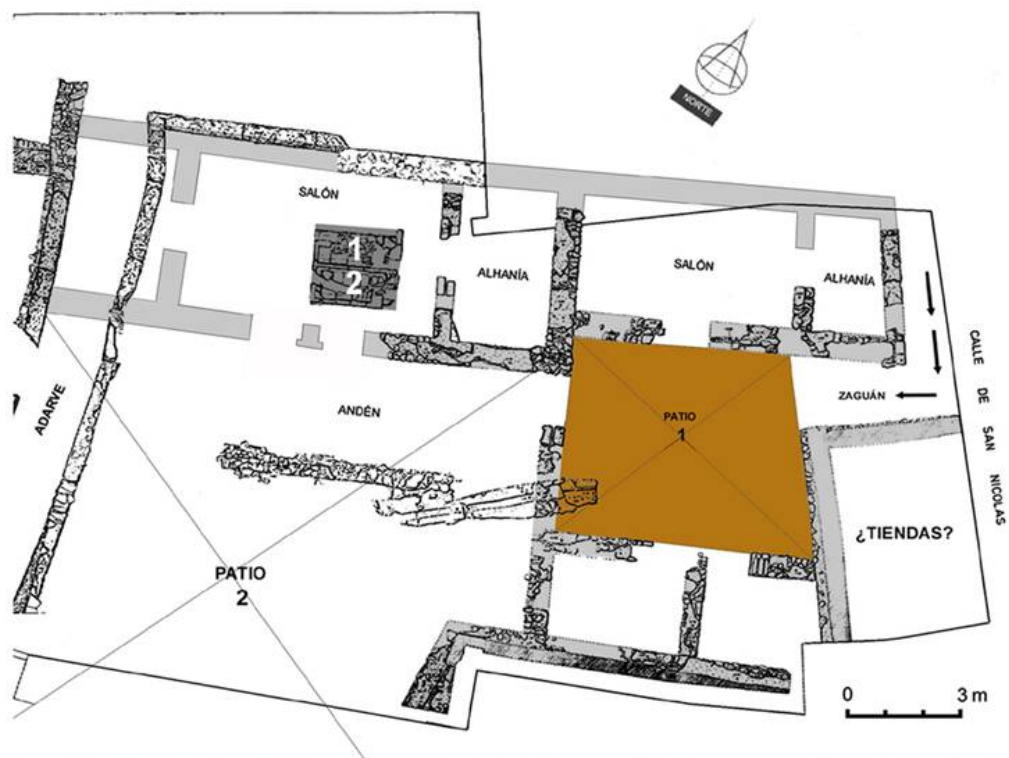 NORTE
SALÓN
1
2
ALHANÍA
SALÓN
ALHANÍA
ADARVE
ANDÉN
PATIO
1
ZAGUÁN
CALLE DE SAN NICOLAS
¿TIENDAS?
PATIO
2
0 3 m